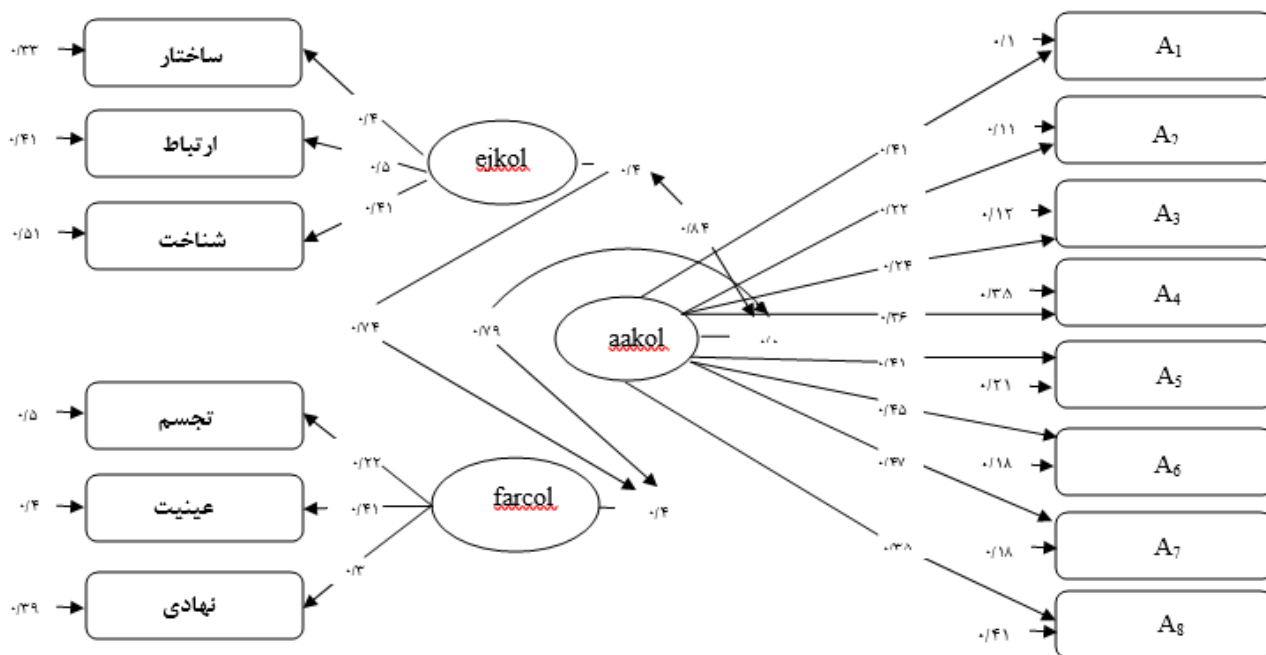 ۰/۳۳
ساختار
۰/۴
۰/۴۱
ارتباط
۰/۵
۰/۵۱
شناخت
۰/۴۱
ejkol
۰/۴
۰/۸۴
۰/۷۴
۰/۷۹
aakol
۰/۰
۰/۵
تجسم
۰/۲۲
۰/۴
عینیت
۰/۴۱
۰/۳۹
نهادی
۰/۳
farcol
۰/۴
۰/۱
A₁
۰/۴۱
۰/۱۱
A₂
۰/۲۲
۰/۱۲
A₃
۰/۲۴
۰/۳۸
A₄
۰/۳۶
۰/۴۱
A₅
۰/۲۱
۰/۴۵
A₆
۰/۱۸
۰/۴۷
A₇
۰/۱۸
۰/۳۸
A₈
۰/۴۱